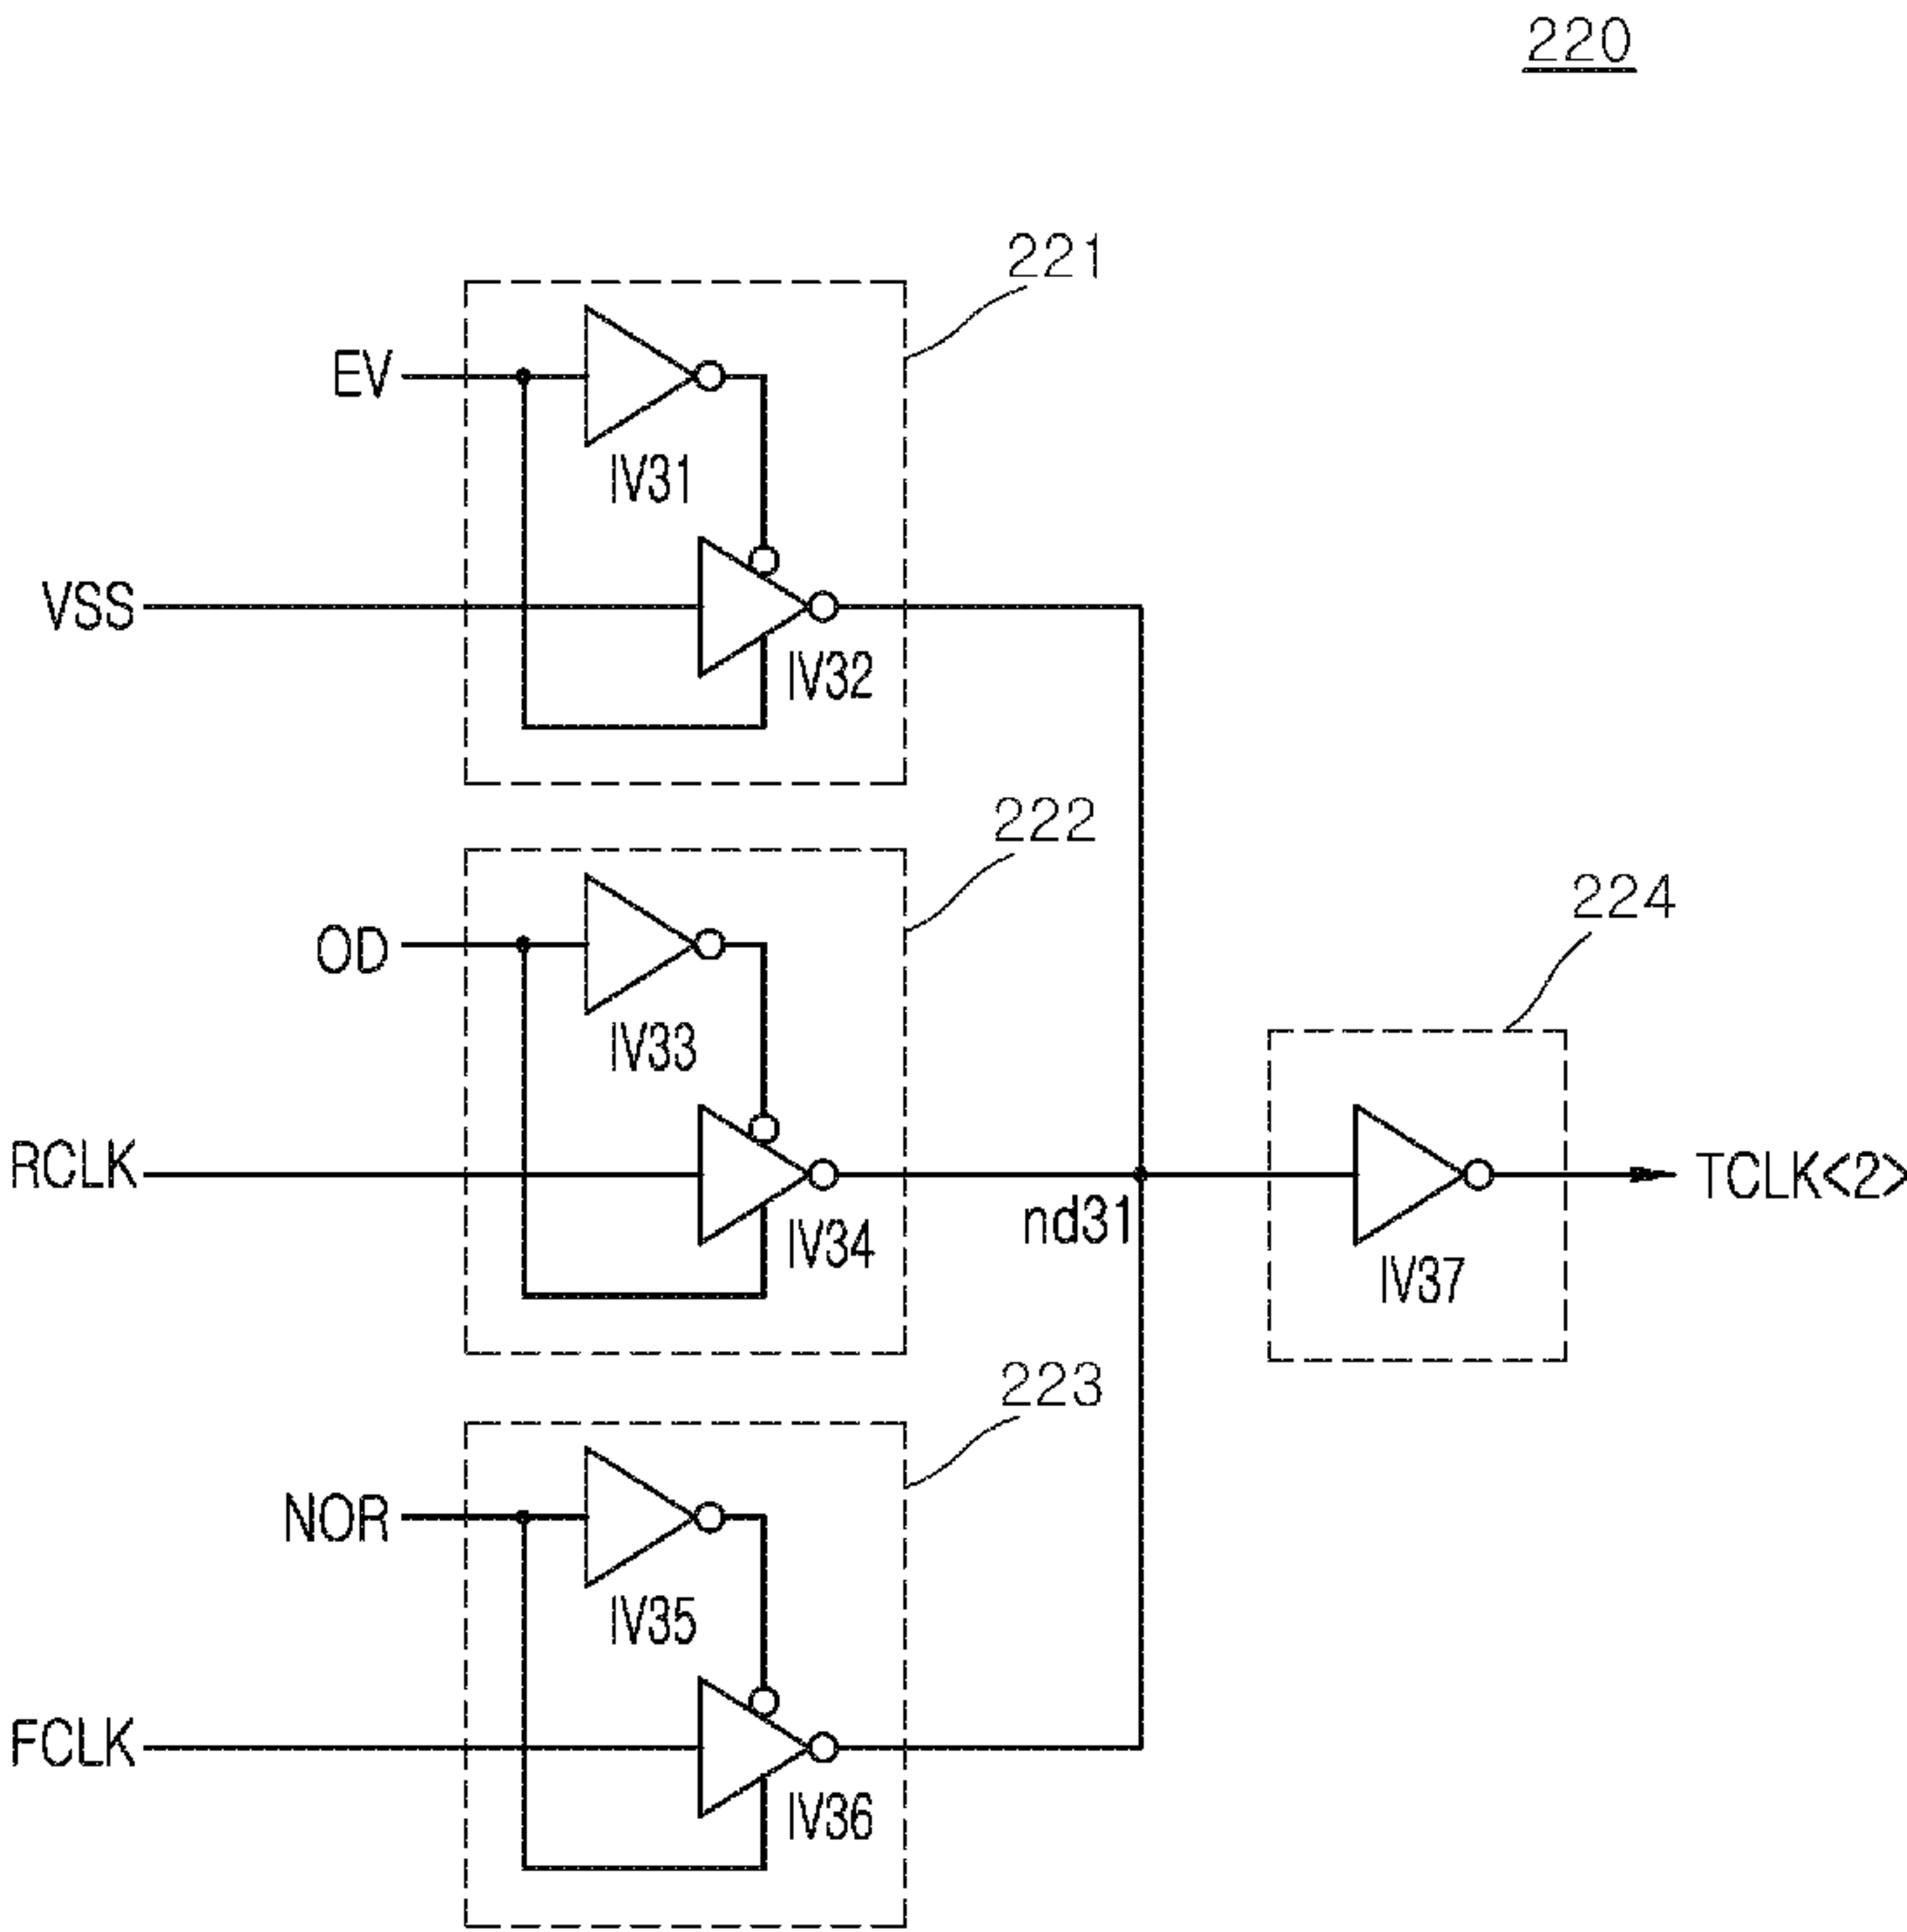 220
221
EV
IV31
VSS
IV32
222
OD
IV33
224
RCLK
TCLK<2>
nd31
IV34
IV37
223
NOR
IV35
FCLK
IV36